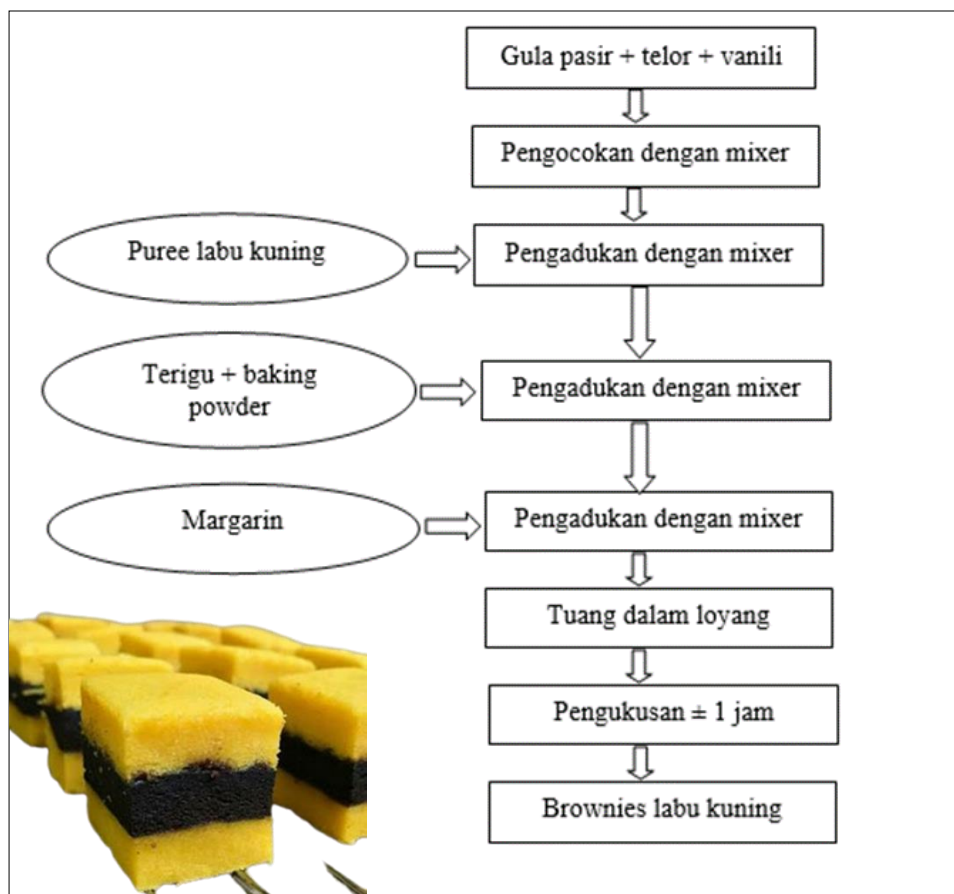 Gula pasir + telor + vanili
Pengocokan dengan mixer
Puree labu kuning
Pengadukan dengan mixer
Terigu + baking
powder
Pengadukan dengan mixer
Margarin
Pengadukan dengan mixer
Tuang dalam loyang
Pengukusan ± 1 jam
Brownies labu kuning